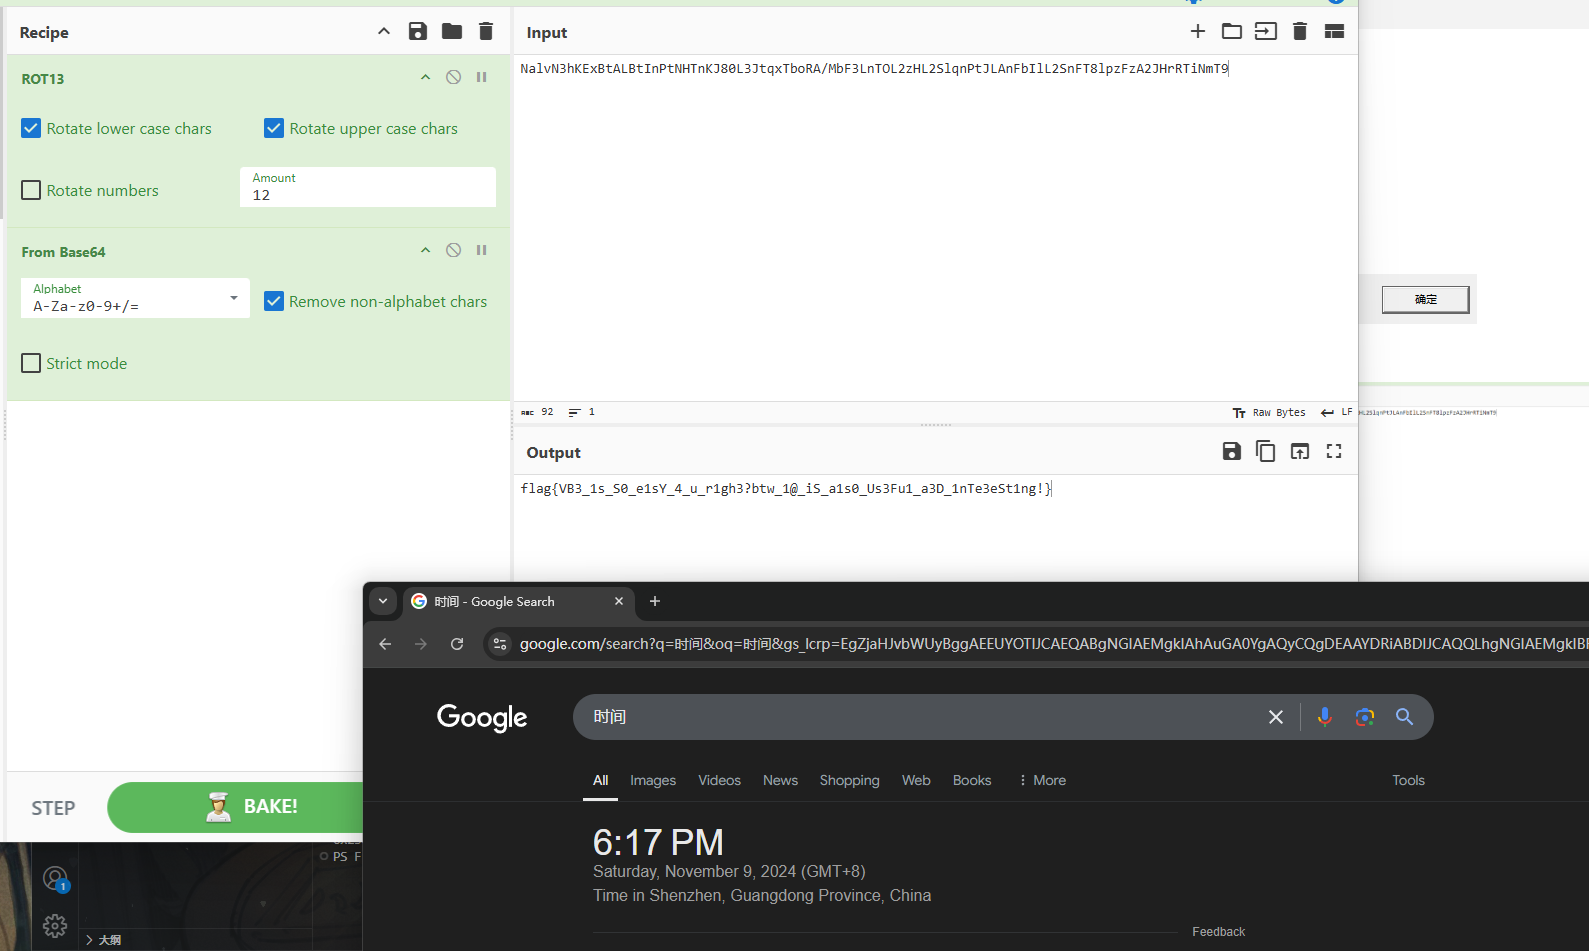 Recipe
ROT13
Rotate lower case chars
Rotate upper case chars
Rotate numbers
Amount
12
From Base64
Alphabet
A-Za-z0-9+/=
Remove non-alphabet chars
Strict mode
STEP
BAKE!
Input
NalvN3hKExBtALBtInPtNHTnKJ80L3JtqxTboRA/MbF3LnTOL2zHL2SlqnPtJLAnFbIlL2SnFT8lpzFzA2JHrRTiNmT9
ABC 92
1
Raw Bytes
LF
Output
flag{VB3_1s_S0_e1sY_4_u_r1gh3?btw_1@_iS_a1s0_Us3Fu1_a3D_1nTe3eSt1ng!}
确定
HL2SlqnPtJLAnFbIlL2SnFT8lpzFzA2JHrRTiNmT9
时间 - Google Search
google.com/search?q=时间&oq=时间&gs_lcrp=EgZjaHJvbWUyBggAEEUYOTIJCAEQABgNGIAEMgkIAhAuGA0YgAQyCQgDEAAYDRiABDIJCAQQLhgNGIAEMgkIB
Google
时间
All
Images
Videos
News
Shopping
Web
Books
More
Tools
6:17 PM
Saturday, November 9, 2024 (GMT+8)
Time in Shenzhen, Guangdong Province, China
Feedback
PS F
1
大纲